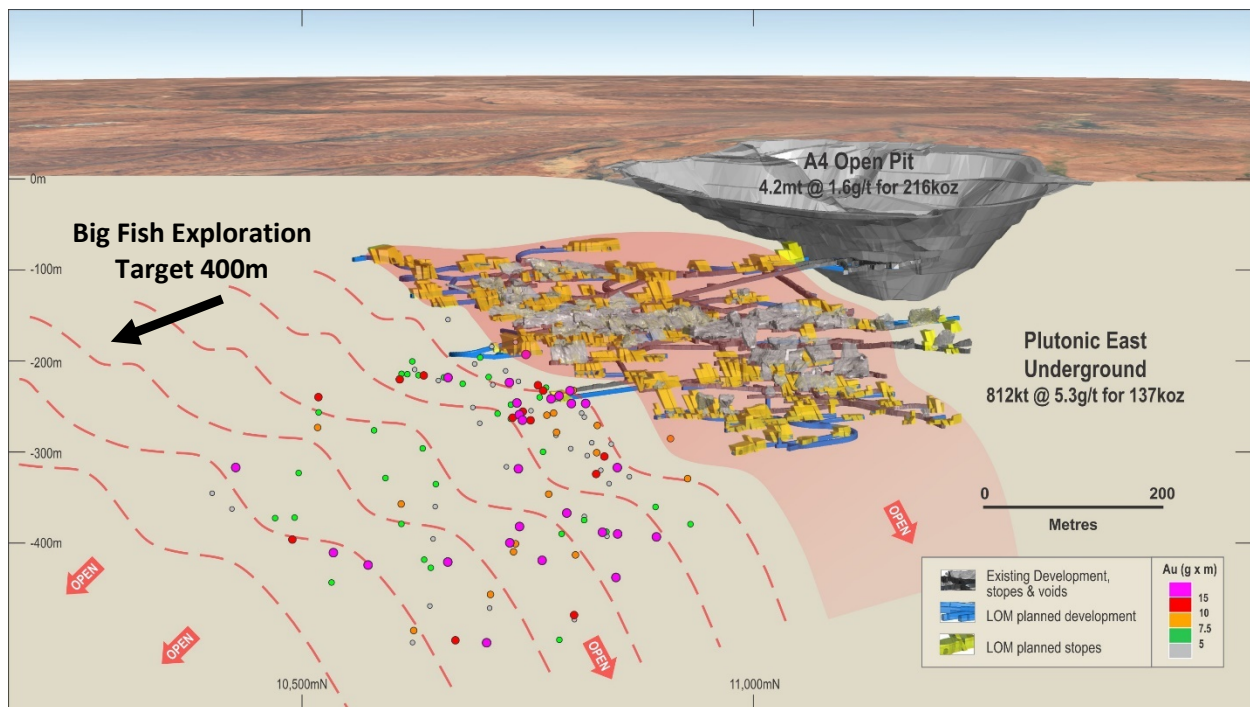 A4 Open Pit
4.2mt @ 1.6g/t for 216koz
0m
Big Fish Exploration
Target 400m
-100m
-200m
-300m
-400m
Plutonic East
Underground
812kt @ 5.3g/t for 137koz
0
200
Metres
OPEN
OPEN
OPEN
OPEN
Existing Development,
stopes & voids
LOM planned development
LOM planned stopes
Au (g x m)
15
10
7.5
5
10,500mN
11,000mN